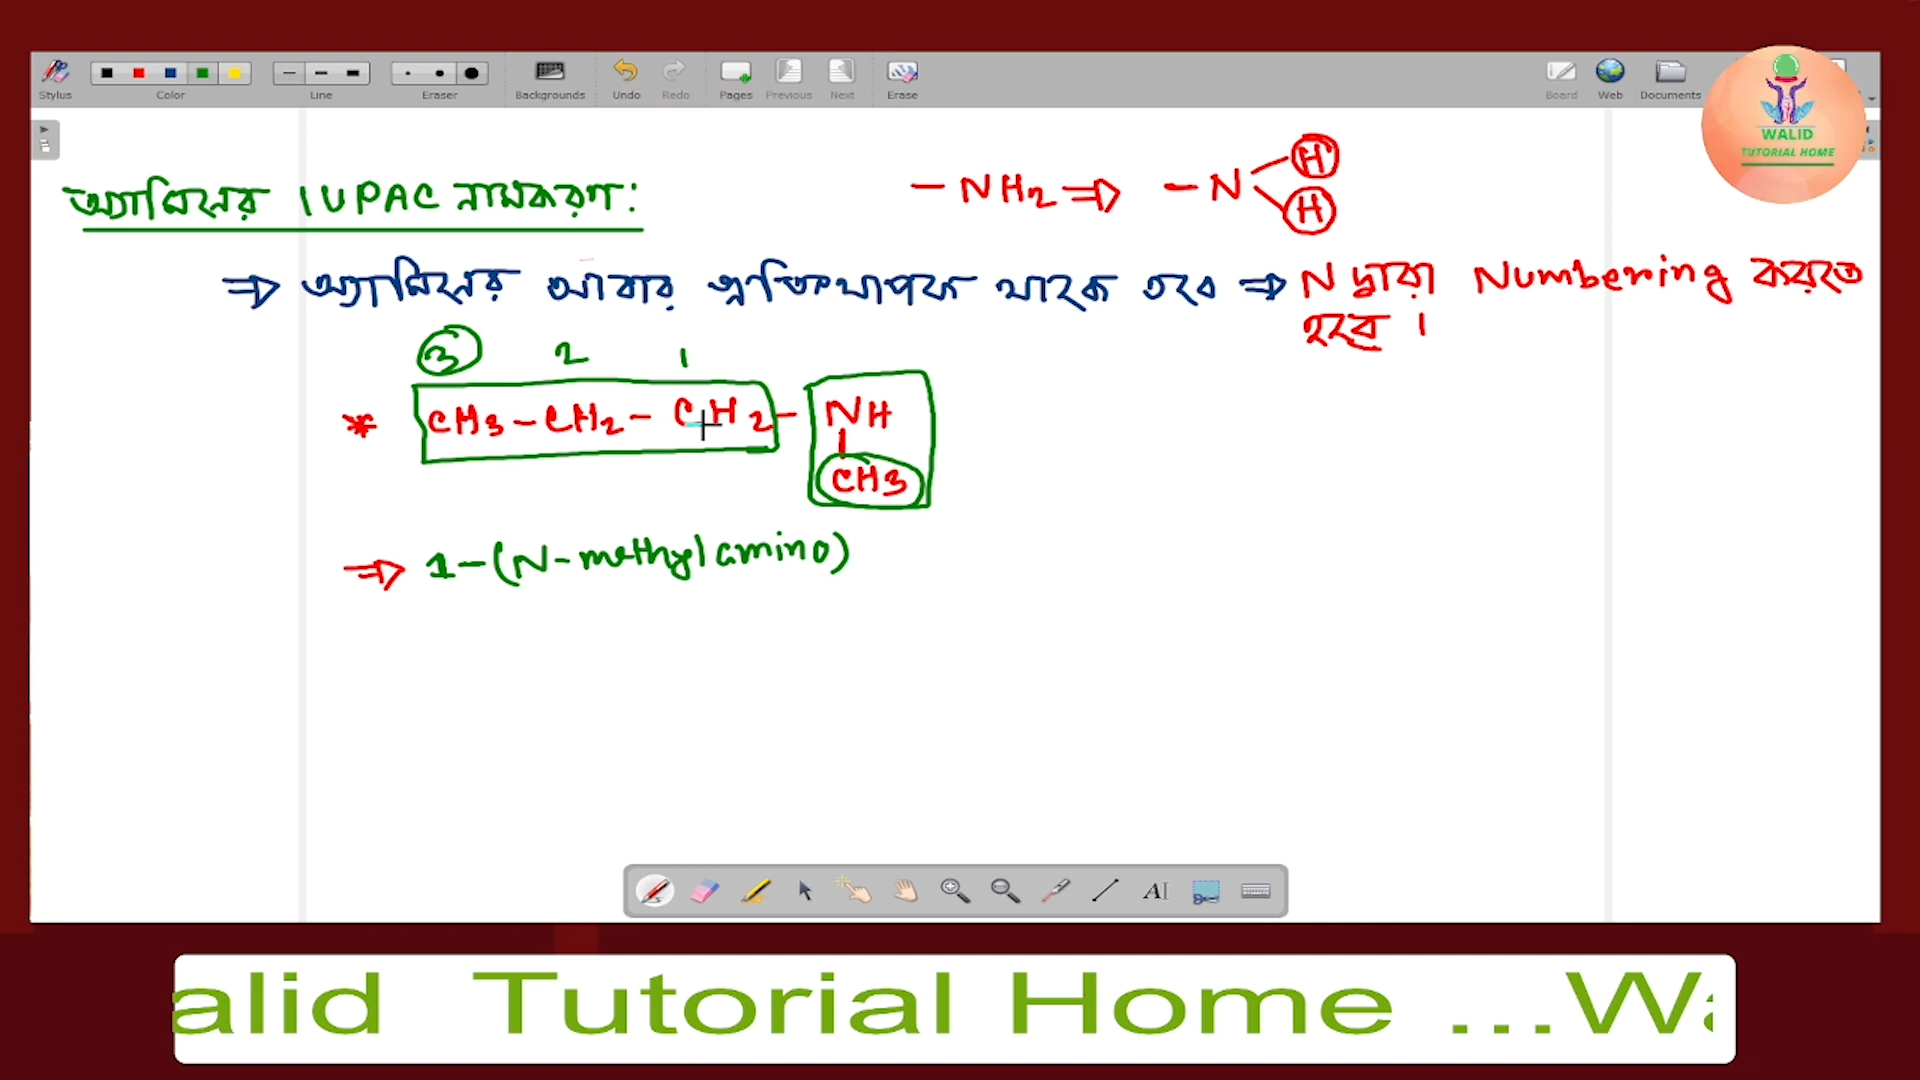 Stylus Color Line Eraser Backgrounds Undo Redo Pages Previous Next Erase Board Web Documents
WALID
TUTORIAL HOME
অ্যামিনের IUPAC নামকরণ:
-NH2 ⇒ -N H H
⇒ অ্যামিনের আবার প্রতিস্থাপক থাকে তবে ⇒ N দ্বারা Numbering করতে
হবে।
3 2 1
* CH3-CH2-CH2-NH
CH3
⇒ 1-(N-methylamino)
alid Tutorial Home ...Wa